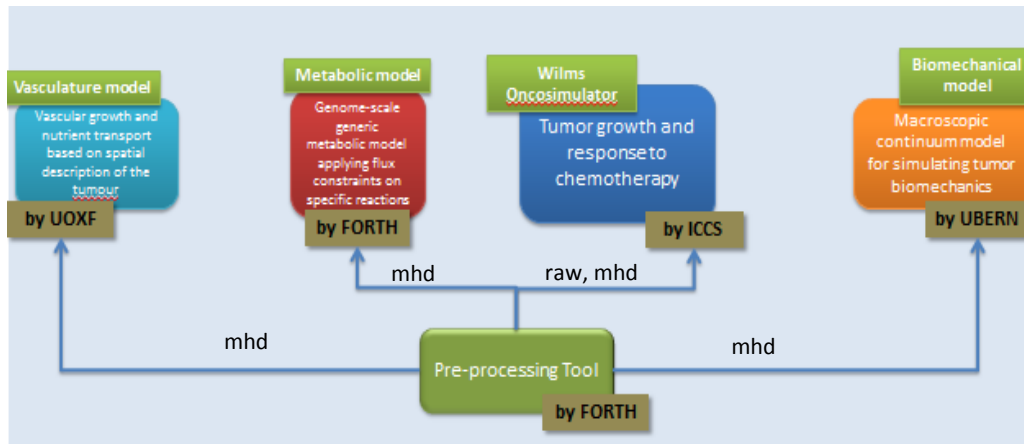 Vasculature model
Vascular growth and
nutrient transport
based on spatial
description of the
tumour
by UOXF
Metabolic model
Genome-scale
generic
metabolic model
applying flux
constraints on
specific reactions
by FORTH
Wilms
Oncosimulator
Tumor growth and
response to
chemotherapy
by ICCS
Biomechanical
model
Macroscopic
continuum model
for simulating tumor
biomechanics
by UBERN
mhd
raw, mhd
mhd
mhd
Pre-processing Tool
by FORTH